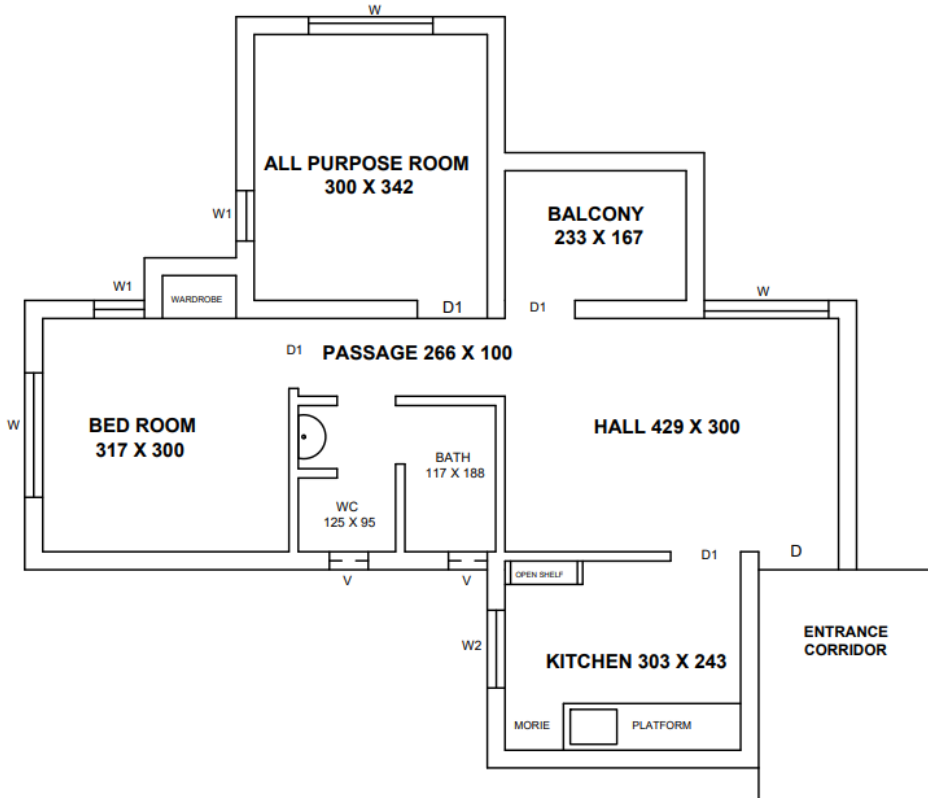 W
ALL PURPOSE ROOM
300 X 342
W1
BALCONY
233 X 167
W1
WARDROBE
W
D1
D1
D1
PASSAGE 266 X 100
W
BED ROOM
317 X 300
HALL 429 X 300
BATH
117 X 188
WC
125 X 95
D1
D
V
V
OPEN SHELF
W2
KITCHEN 303 X 243
ENTRANCE
CORRIDOR
MORIE
PLATFORM